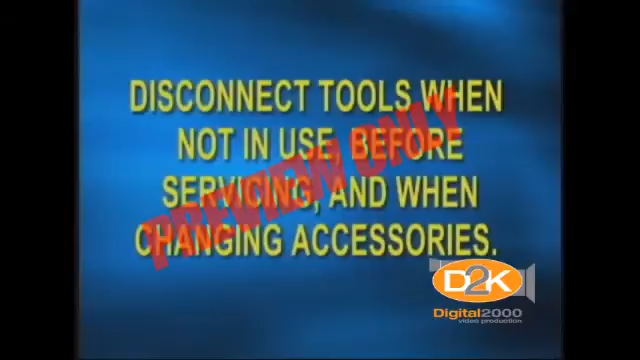 DISCONNECT TOOLS WHEN
NOT IN USE, BEFORE
SERVICING, AND WHEN
CHANGING ACCESSORIES.
PREVIEW ONLY
D2K
Digital2000
video production